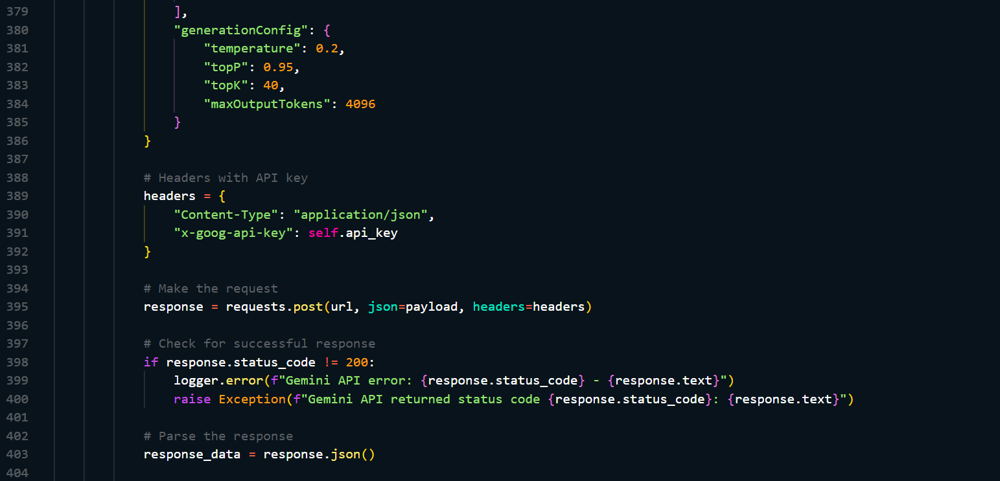 379 ],
380 "generationConfig": {
381 "temperature": 0.2,
382 "topP": 0.95,
383 "topK": 40,
384 "maxOutputTokens": 4096
385 }
386 }
387
388 # Headers with API key
389 headers = {
390 "Content-Type": "application/json",
391 "x-goog-api-key": self.api_key
392 }
393
394 # Make the request
395 response = requests.post(url, json=payload, headers=headers)
396
397 # Check for successful response
398 if response.status_code != 200:
399 logger.error(f"Gemini API error: {response.status_code} - {response.text}")
400 raise Exception(f"Gemini API returned status code {response.status_code}: {response.text}")
401
402 # Parse the response
403 response_data = response.json()
404